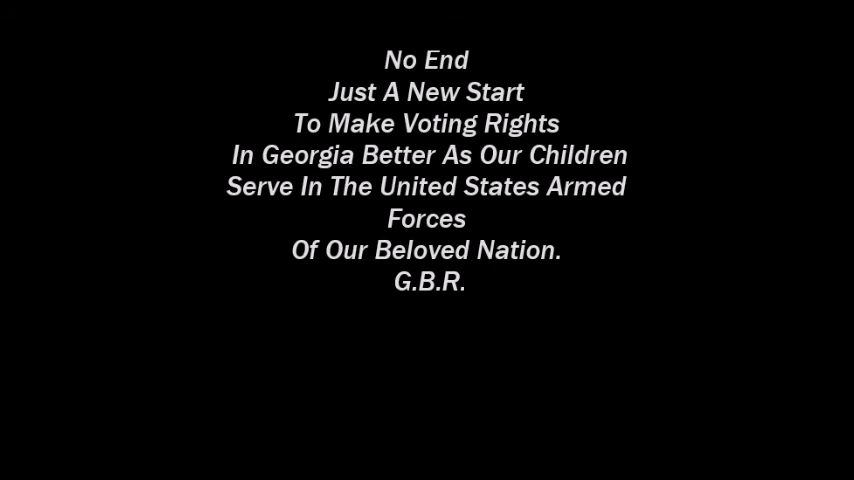 No End
Just A New Start
To Make Voting Rights
In Georgia Better As Our Children
Serve In The United States Armed
Forces
Of Our Beloved Nation.
G.B.R.